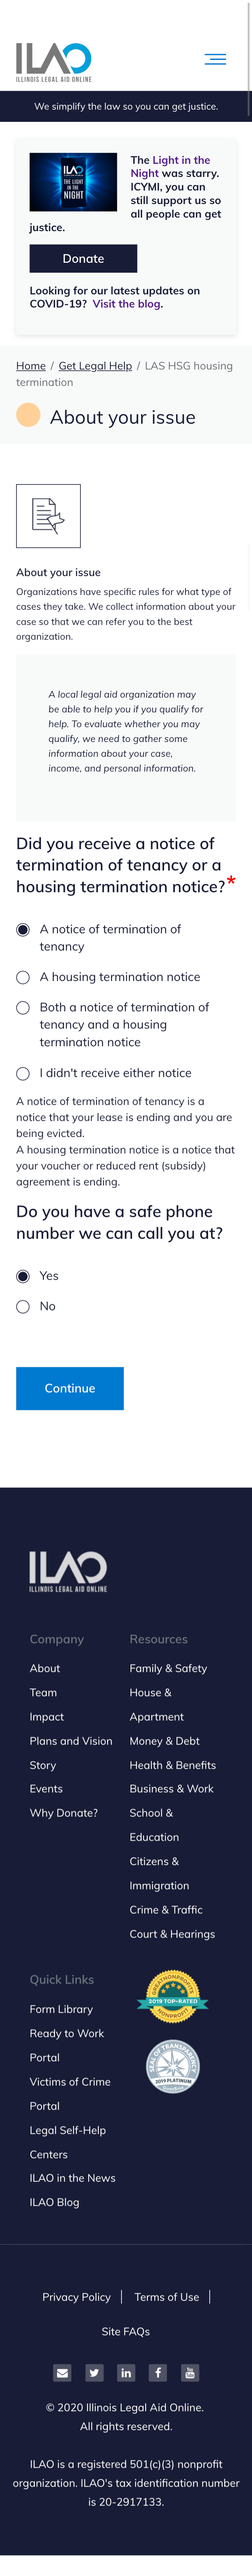 ILAO
ILLINOIS LEGAL AID ONLINE
We simplify the law so you can get justice.
ILAO
THE LIGHT
IN THE
NIGHT
The Light in the
Night was starry.
ICYMI, you can
still support us so
all people can get
justice.
Donate
Looking for our latest updates on
COVID-19? Visit the blog.
Home / Get Legal Help / LAS HSG housing
termination
About your issue
About your issue
Organizations have specific rules for what type of
cases they take. We collect information about your
case so that we can refer you to the best
organization.
A local legal aid organization may
be able to help you if you qualify for
help. To evaluate whether you may
qualify, we need to gather some
information about your case,
income, and personal information.
Did you receive a notice of
termination of tenancy or a
housing termination notice?*
A notice of termination of
tenancy
A housing termination notice
Both a notice of termination of
tenancy and a housing
termination notice
I didn't receive either notice
A notice of termination of tenancy is a
notice that your lease is ending and you are
being evicted.
A housing termination notice is a notice that
your voucher or reduced rent (subsidy)
agreement is ending.
Do you have a safe phone
number we can call you at?
Yes
No
Continue
ILAO
ILLINOIS LEGAL AID ONLINE
Company
About
Team
Impact
Plans and Vision
Story
Events
Why Donate?
Resources
Family & Safety
House &
Apartment
Money & Debt
Health & Benefits
Business & Work
School &
Education
Citizens &
Immigration
Crime & Traffic
Court & Hearings
Quick Links
Form Library
Ready to Work
Portal
Victims of Crime
Portal
Legal Self-Help
Centers
ILAO in the News
ILAO Blog
GREATNONPROFITS
2019 TOP-RATED
NONPROFIT
SEAL OF TRANSPARENCY
2019 PLATINUM
Privacy Policy | Terms of Use |
Site FAQs
© 2020 Illinois Legal Aid Online.
All rights reserved.
ILAO is a registered 501(c)(3) nonprofit
organization. ILAO's tax identification number
is 20-2917133.